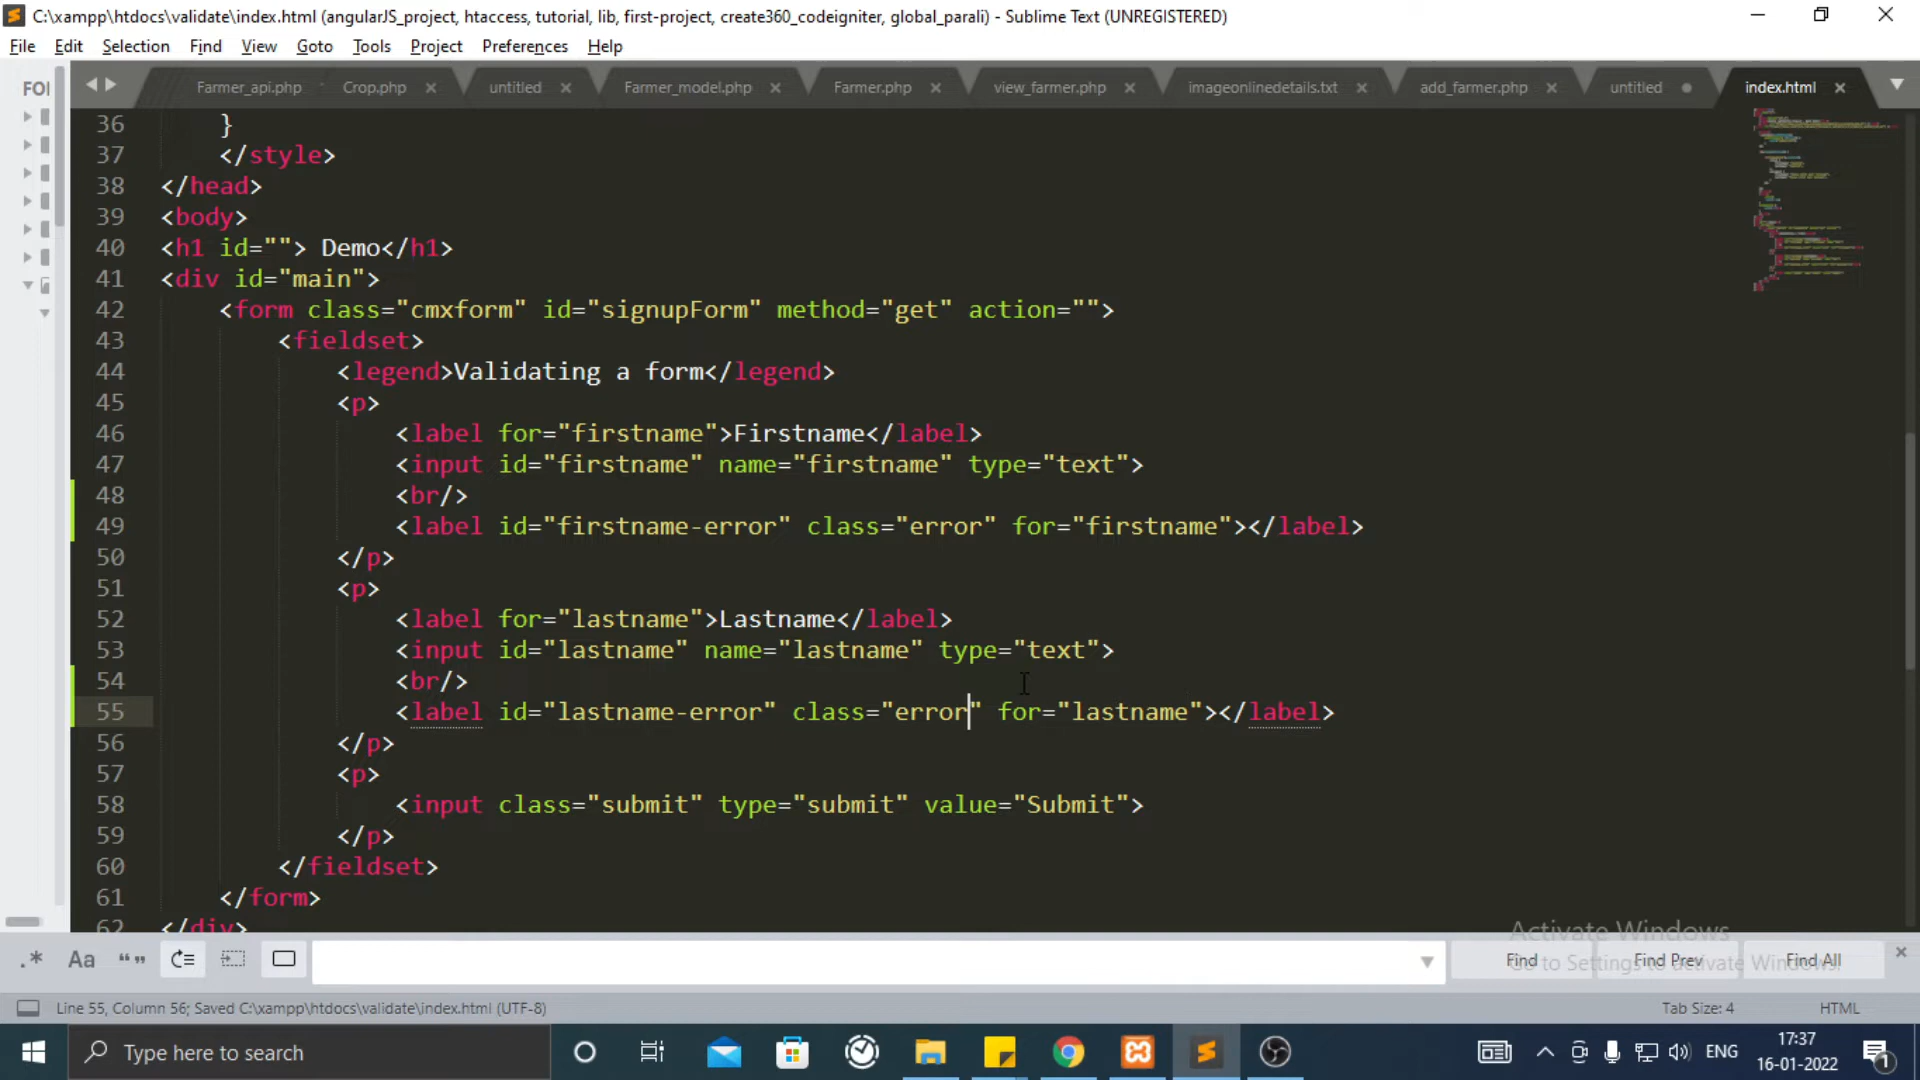 C:\xampp\htdocs\validate\index.html (angularJS_project, htaccess, tutorial, lib, first-project, create360_codeigniter, global_parali) - Sublime Text (UNREGISTERED)
File Edit Selection Find View Goto Tools Project Preferences Help
FOI
Farmer_api.php Crop.php untitled Farmer_model.php Farmer.php view_farmer.php imageonlinedetails.txt add_farmer.php untitled index.html
36 }
37 </style>
38 </head>
39 <body>
40 <h1 id=""> Demo</h1>
41 <div id="main">
42 <form class="cmxform" id="signupForm" method="get" action="">
43 <fieldset>
44 <legend>Validating a form</legend>
45 <p>
46 <label for="firstname">Firstname</label>
47 <input id="firstname" name="firstname" type="text">
48 <br/>
49 <label id="firstname-error" class="error" for="firstname"></label>
50 </p>
51 <p>
52 <label for="lastname">Lastname</label>
53 <input id="lastname" name="lastname" type="text">
54 <br/>
55 <label id="lastname-error" class="error" for="lastname"></label>
56 </p>
57 <p>
58 <input class="submit" type="submit" value="Submit">
59 </p>
60 </fieldset>
61 </form>
62 </div>
Activate Windows
Go to Settings to activate Windows.
.* Aa “” Find Find Prev Find All
Line 55, Column 56; Saved C:\xampp\htdocs\validate\index.html (UTF-8) Tab Size: 4 HTML
Type here to search ENG 17:37
16-01-2022 1